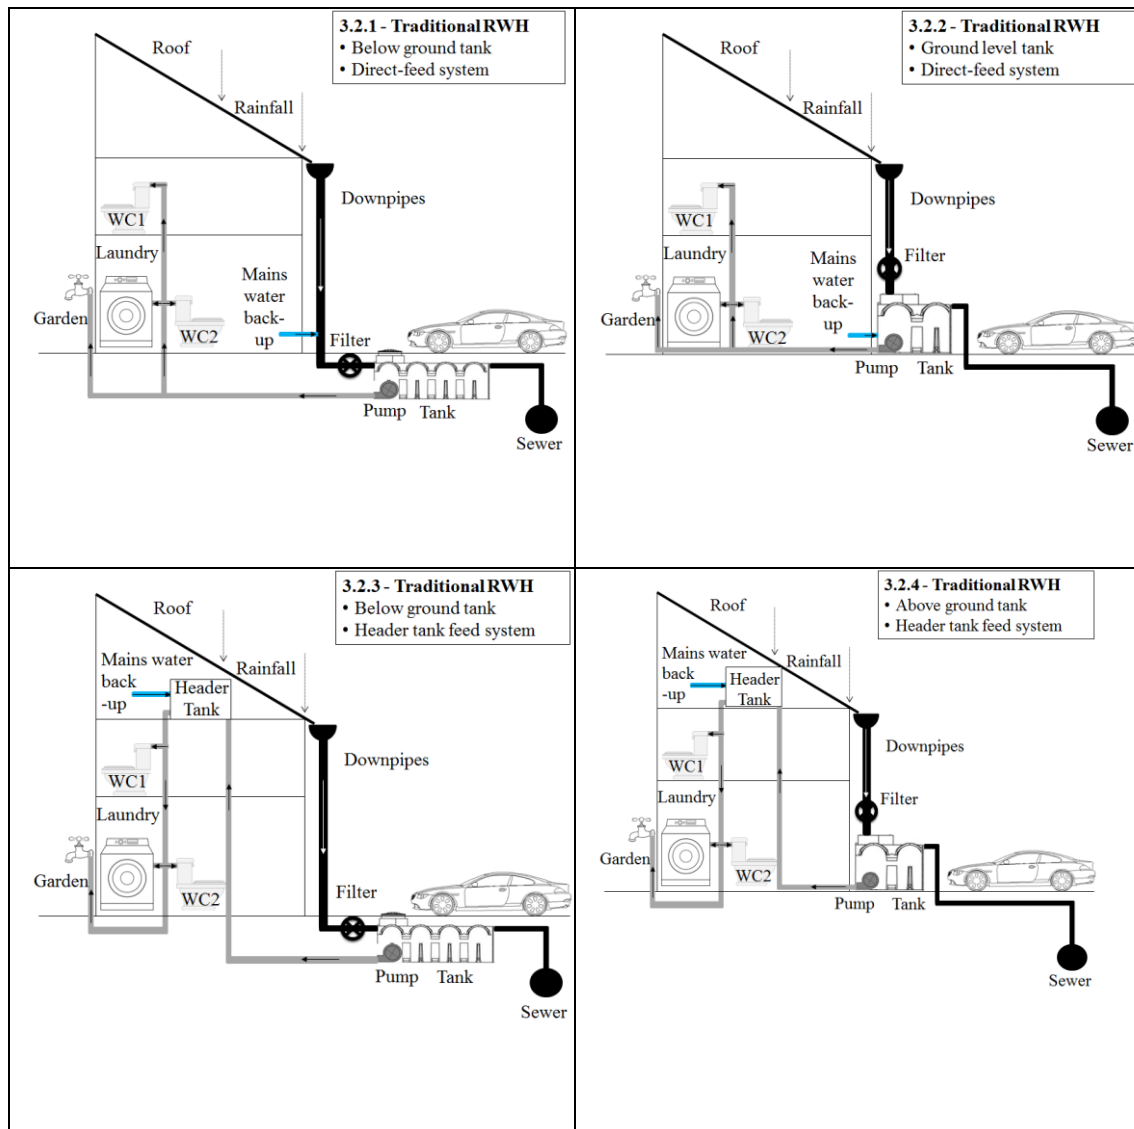 3.2.1 - Traditional RWH
• Below ground tank
• Direct-feed system
Roof
Rainfall
Downpipes
WC1
Laundry
Mains
water
back-
up
Garden
WC2
Filter
Pump
Tank
Sewer
3.2.2 - Traditional RWH
• Ground level tank
• Direct-feed system
Roof
Rainfall
Downpipes
WC1
Laundry
Filter
Mains
water
back-
up
Garden
WC2
Pump
Tank
Sewer
3.2.3 - Traditional RWH
• Below ground tank
• Header tank feed system
Roof
Mains water
back
-up
Rainfall
Header
Tank
Downpipes
WC1
Laundry
Garden
WC2
Filter
Pump
Tank
Sewer
3.2.4 - Traditional RWH
• Above ground tank
• Header tank feed system
Roof
Mains water
back
-up
Rainfall
Header
Tank
Downpipes
WC1
Laundry
Filter
Garden
WC2
Pump
Tank
Sewer